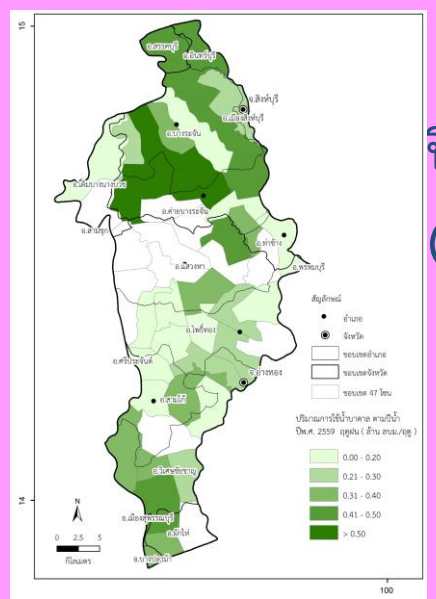 15
อ.สรรคบุรี
อ.อินทร์บุรี
จ.สิงห์บุรี
อ.เมืองสิงห์บุรี
อ.บางระจัน
อ.เดิมบางนางบวช
อ.ค่ายบางระจัน
อ.สามชุก
อ.ท่าช้าง
อ.แสวงหา
อ.พรหมบุรี
สัญลักษณ์
อำเภอ
จังหวัด
ขอบเขตอำเภอ
ขอบเขตจังหวัด
ขอบเขต 47 โซน
อ.โพธิ์ทอง
อ.ศรีประจันต์
จ.อ่างทอง
อ.สามโก้
ปริมาณการใช้น้ำบาดาล ตามปีน้ำ
ปีพ.ศ. 2559 ฤดูฝน ( ล้าน ลบม./ฤดู )
0.00 - 0.20
0.21 - 0.30
0.31 - 0.40
0.41 - 0.50
> 0.50
อ.วิเศษชัยชาญ
14
N
อ.เมืองสุพรรณบุรี
อ.ผักไห่
อ.บางปลาม้า
0 2.5 5
กิโลเมตร
100